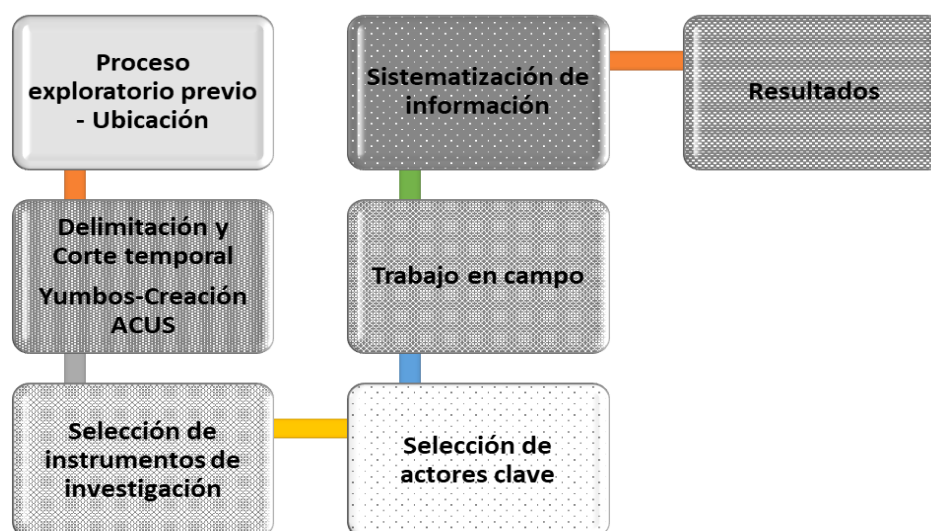 Proceso
exploratorio previo
- Ubicación
Delimitación y
Corte temporal
Yumbos-Creación
ACUS
Selección de
instrumentos de
investigación
Selección de
actores clave
Trabajo en campo
Sistematización de
información
Resultados